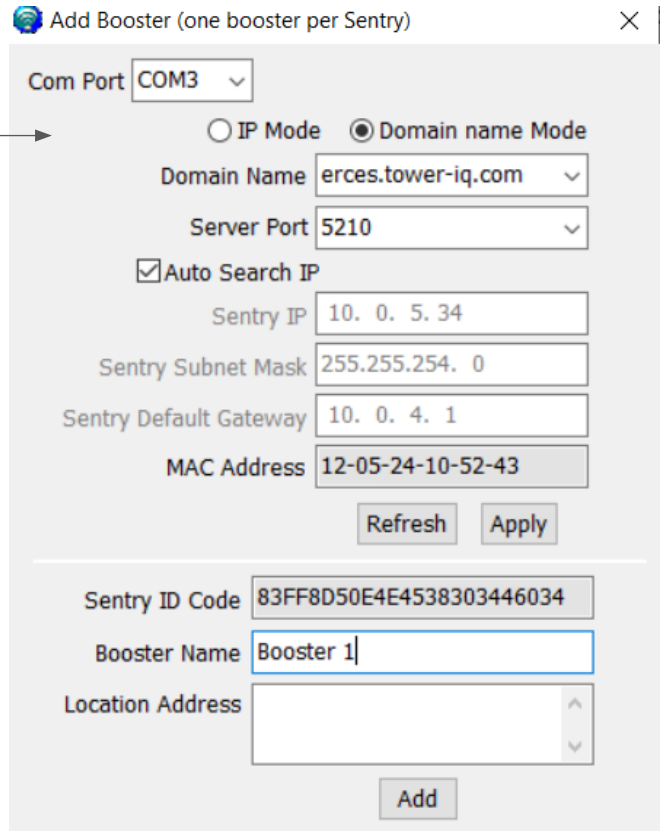 Add Booster (one booster per Sentry)
Com Port COM3
IP Mode Domain name Mode
Domain Name erces.tower-iq.com
Server Port 5210
Auto Search IP
Sentry IP 10. 0. 5. 34
Sentry Subnet Mask 255.255.254. 0
Sentry Default Gateway 10. 0. 4. 1
MAC Address 12-05-24-10-52-43
Refresh Apply
Sentry ID Code 83FF8D50E4E4538303446034
Booster Name Booster 1
Location Address
Add